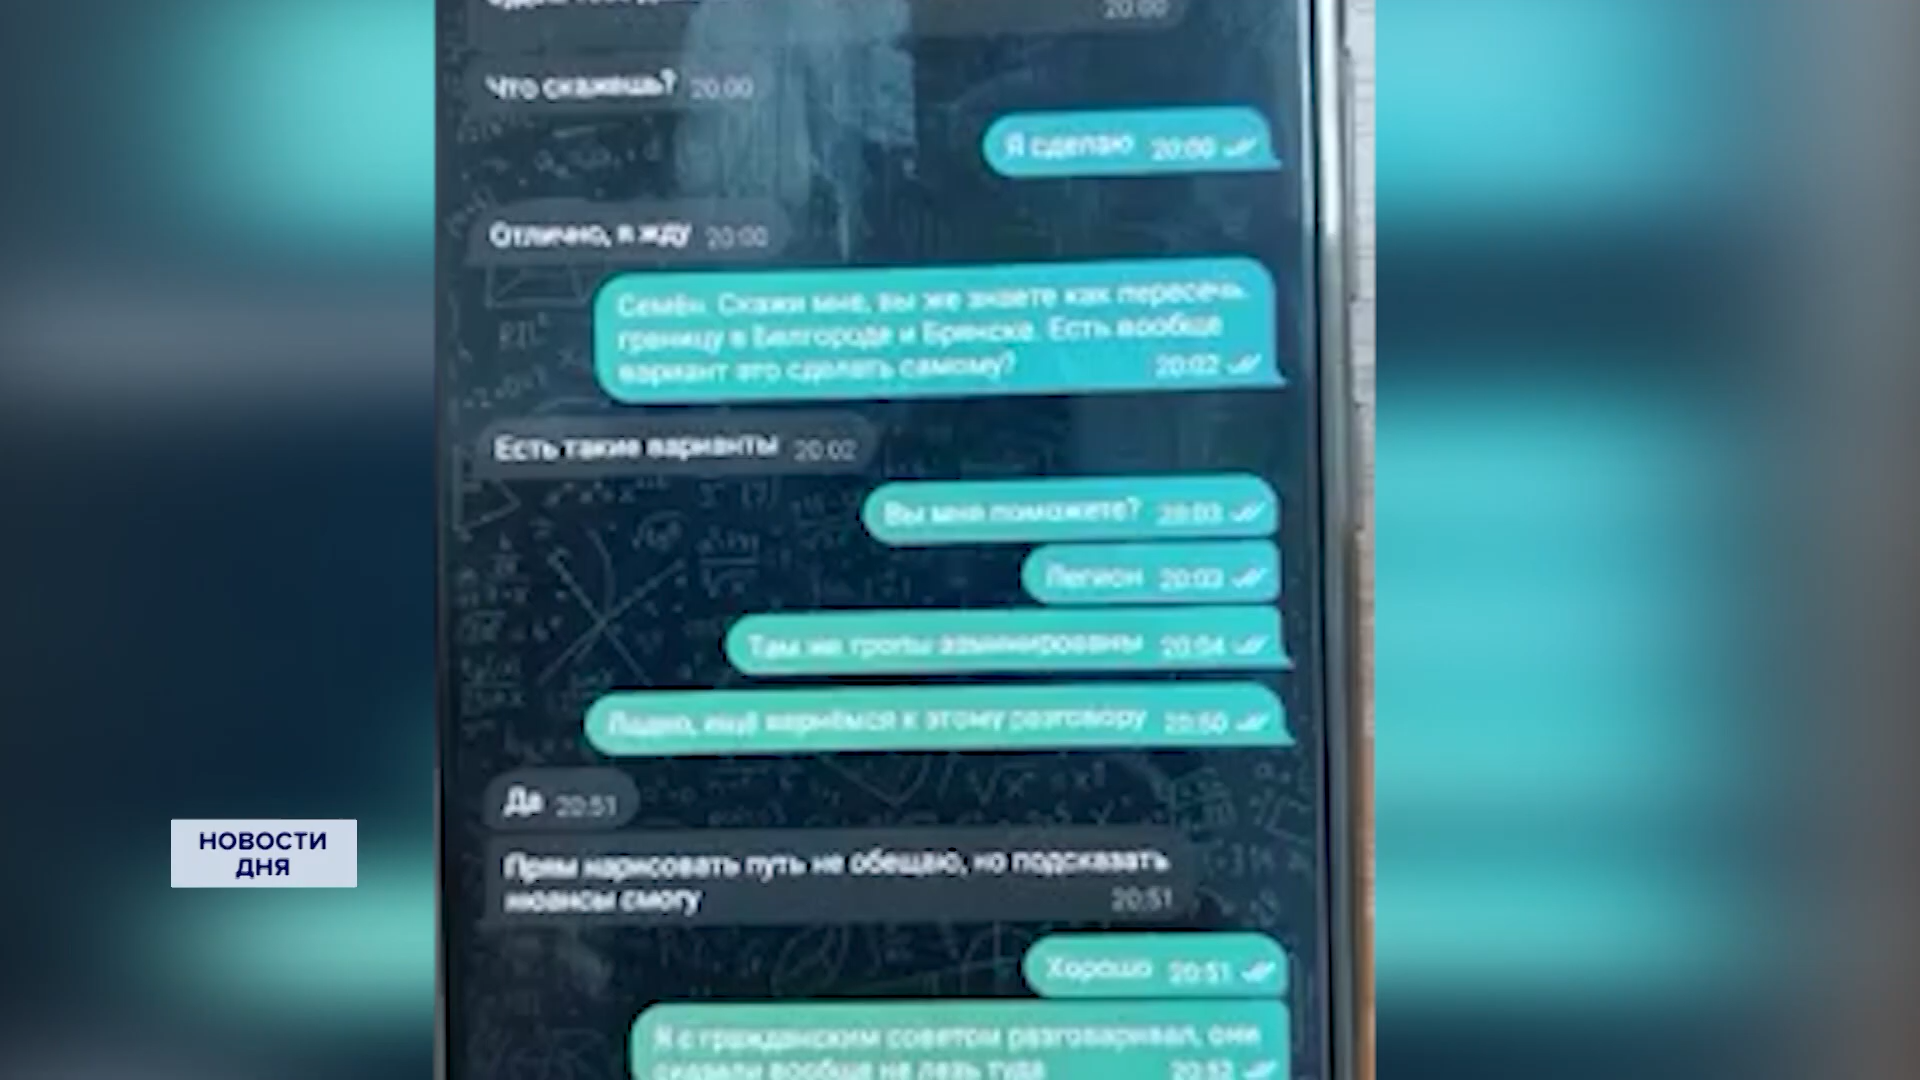 20:00
Что скажешь? 20:00
Я сделаю 20:00
Отлично, я жду 20:00
Семён. Скажи мне, вы же знаете как пересечь
границу в Белгороде и Брянске. Есть вообще
вариант это сделать самому? 20:02
Есть такие варианты 20:02
Вы мня поможете? 20:03
Легион 20:03
Там же тропы заминированы 20:04
Ладно, ещё вернёмся к этому разговору 20:50
Да 20:51
Прям нарисовать путь не обещаю, но подсказать
нюансы смогу 20:51
Хорошо 20:51
Я с гражданским советом разговаривал, они
сказали вообще не лезь туда 20:52
НОВОСТИ
ДНЯ